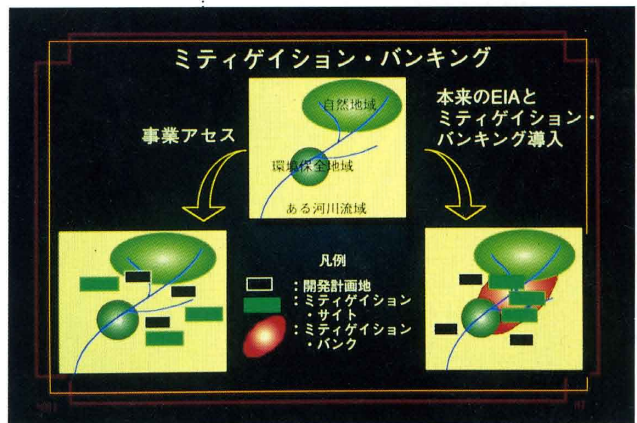 ミティゲイション・バンキング
事業アセス
自然地域
環境保全地域
ある河川流域
本来のEIAと
ミティゲイション・
バンキング導入
凡例
：開発計画地
：ミティゲイション
・サイト
：ミティゲイション
・バンク